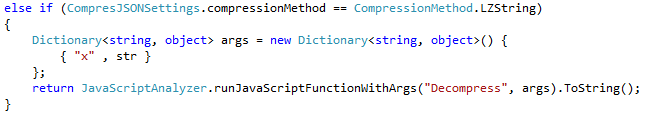 else if (CompresJSONSettings.compressionMethod == CompressionMethod.LZString)
{
    Dictionary<string, object> args = new Dictionary<string, object>() {
        { "x" , str }
    };
    return JavaScriptAnalyzer.runJavaScriptFunctionWithArgs("Decompress", args).ToString();
}